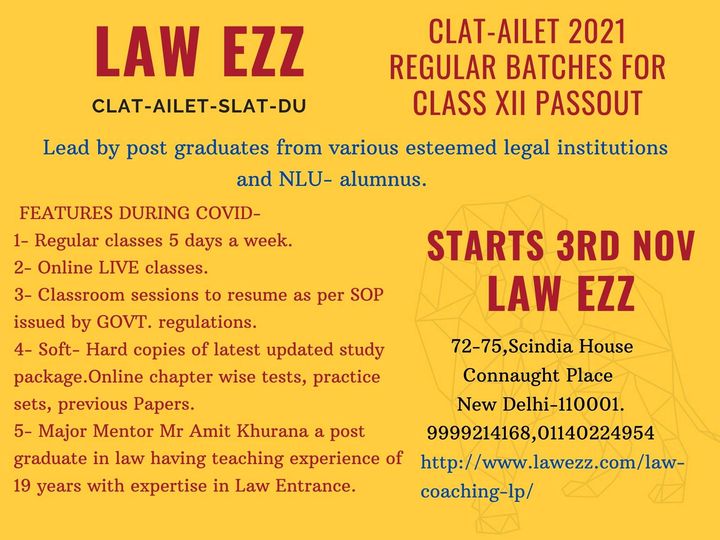 LAW EZZ
CLAT-AILET-SLAT-DU
CLAT-AILET 2021
REGULAR BATCHES FOR
CLASS XII PASSOUT
Lead by post graduates from various esteemed legal institutions
and NLU- alumnus.
FEATURES DURING COVID-
1- Regular classes 5 days a week.
2- Online LIVE classes.
3- Classroom sessions to resume as per SOP
issued by GOVT. regulations.
4- Soft- Hard copies of latest updated study
package.Online chapter wise tests, practice
sets, previous Papers.
5- Major Mentor Mr Amit Khurana a post
graduate in law having teaching experience of
19 years with expertise in Law Entrance.
STARTS 3RD NOV
LAW EZZ
72-75,Scindia House
Connaught Place
New Delhi-110001.
9999214168,01140224954
http://www.lawezz.com/law-
coaching-lp/